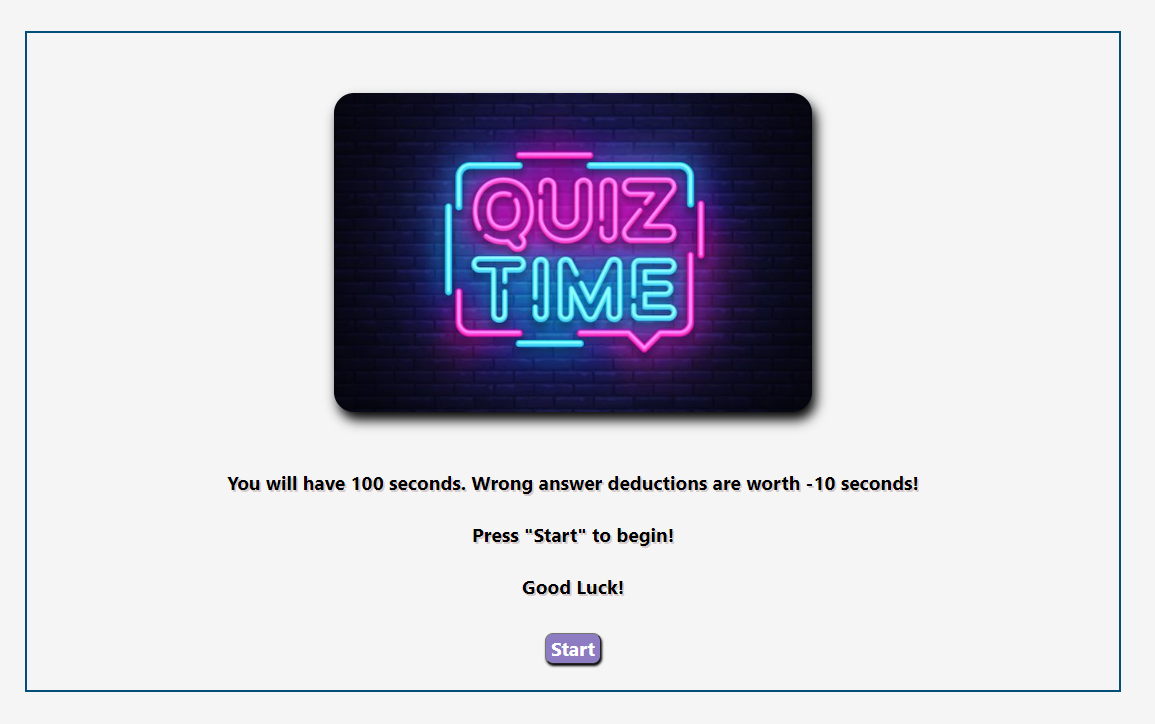 QUIZ
TIME
You will have 100 seconds. Wrong answer deductions are worth -10 seconds!
Press "Start" to begin!
Good Luck!
Start